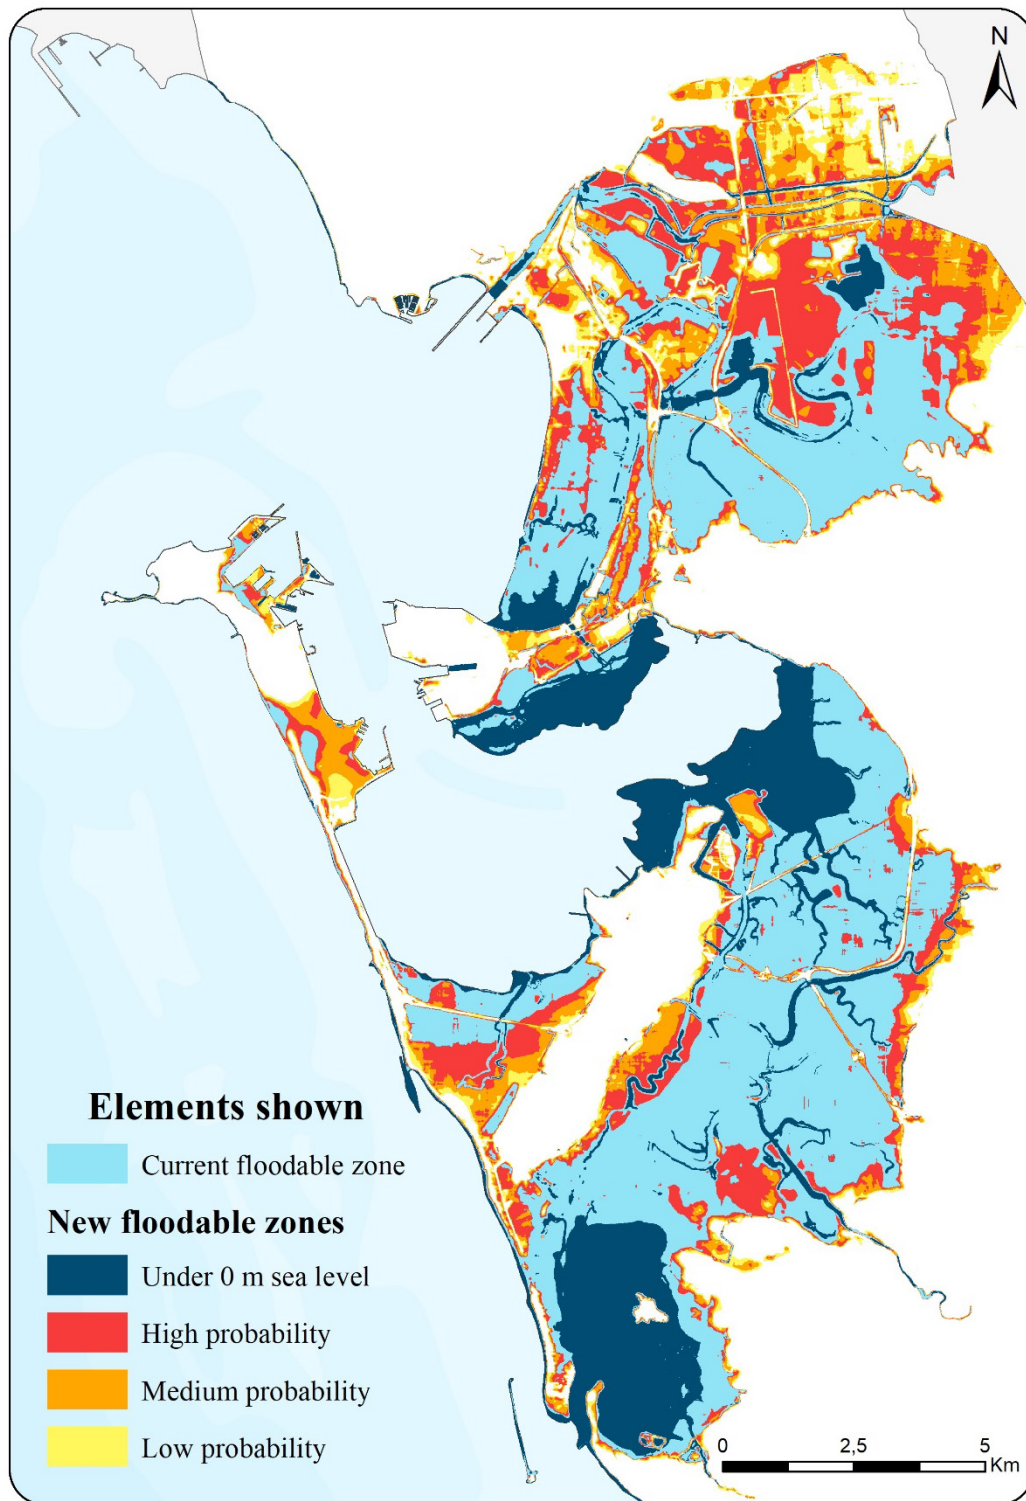 N
Elements shown
Current floodable zone
New floodable zones
Under 0 m sea level
High probability
Medium probability
Low probability
0 2,5 5
Km